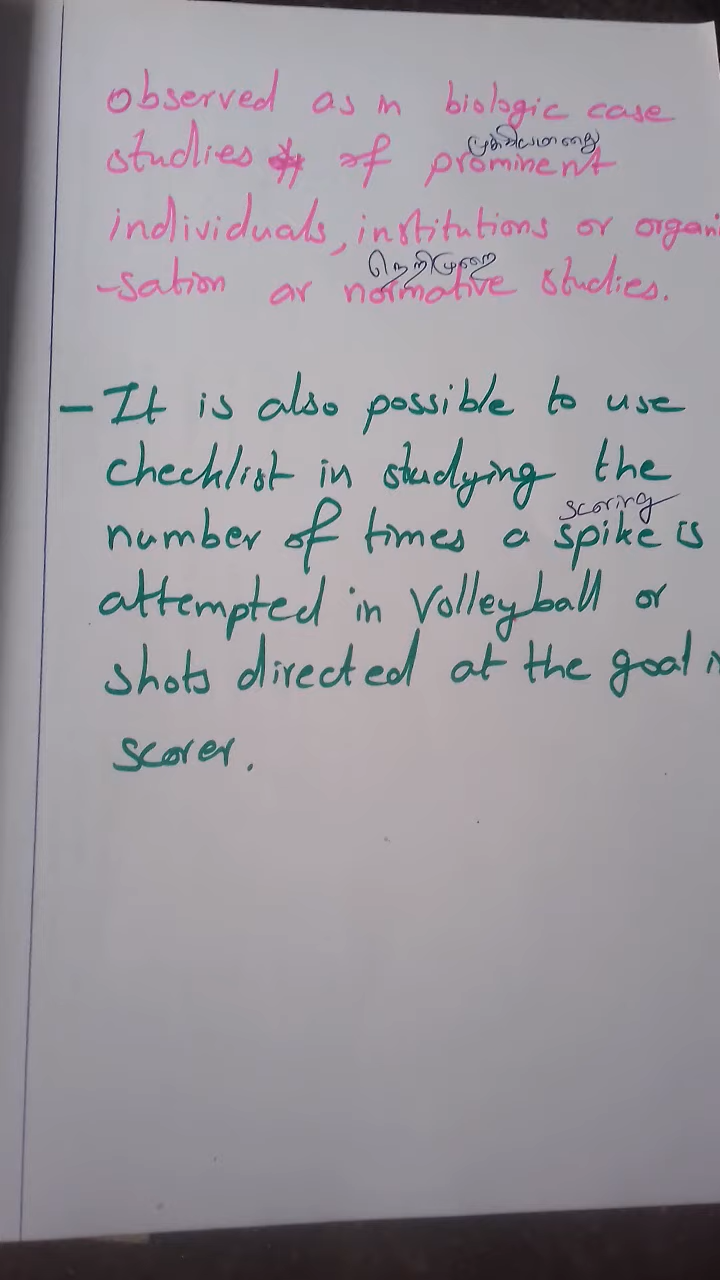 observed as in biologic case
முக்கியமானது
studies of prominent
individuals, institutions or organi
நெறிமுறை
-sation or normative studies.
- It is also possible to use
checklist in studying the
scoring
number of times a spike is
attempted in Volleyball or
shots directed at the goal
scorer.